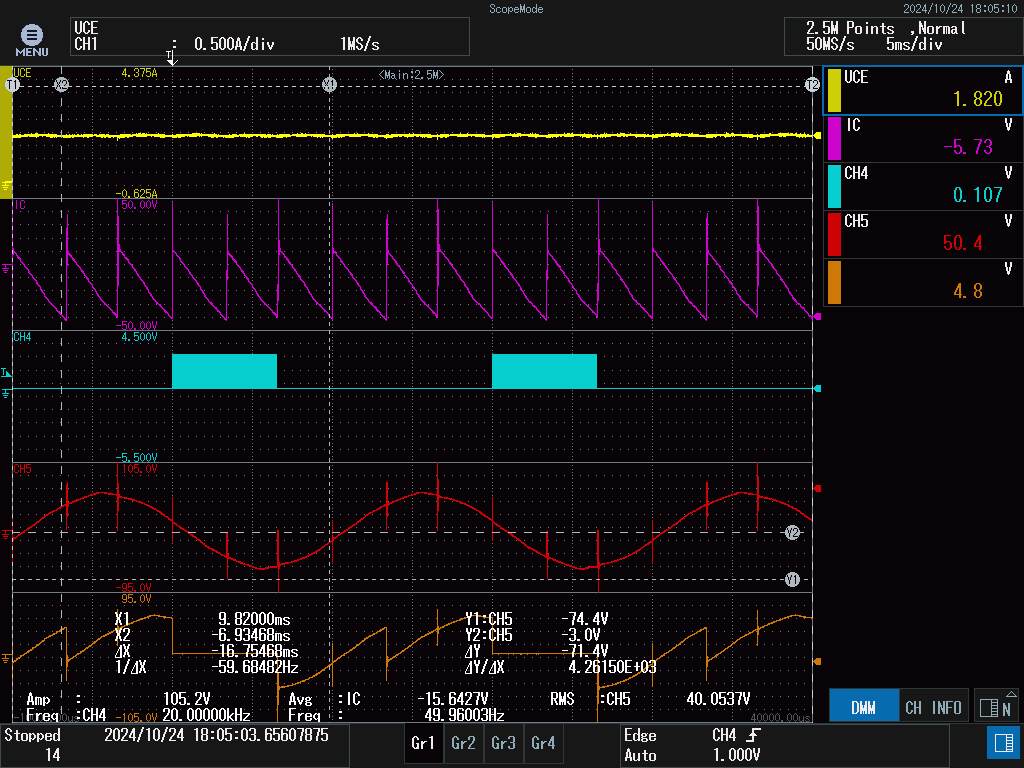 ScopeMode
2024/10/24 18:05:10
MENU
UCE
CH1 : 0.500A/div 1MS/s
2.5M Points ,Normal
50MS/s 5ms/div
UCE 4.375A <Main:2.5M>
T1 X2 X1 T2
-0.625A
IC 50.00V
-50.00V
CH4 4.500V
-5.500V
CH5 105.0V
Y2
Y1
-95.0V
95.0V
X1 9.82000ms Y1:CH5 -74.4V
X2 -6.93468ms Y2:CH5 -3.0V
ΔX -16.75468ms ΔY -71.4V
1/ΔX -59.68482Hz ΔY/ΔX 4.26150E+03
Amp : 105.2V Avg :IC -15.6427V RMS :CH5 40.0537V
Freq :CH4 20.00000kHz Freq : 49.96003Hz
-105.0V
40000.00us
UCE A
1.820
IC V
-5.73
CH4 V
0.107
CH5 V
50.4
V
4.8
DMM CH INFO N
Stopped 2024/10/24 18:05:03.65607875
14
Gr1 Gr2 Gr3 Gr4
Edge CH4
Auto 1.000V